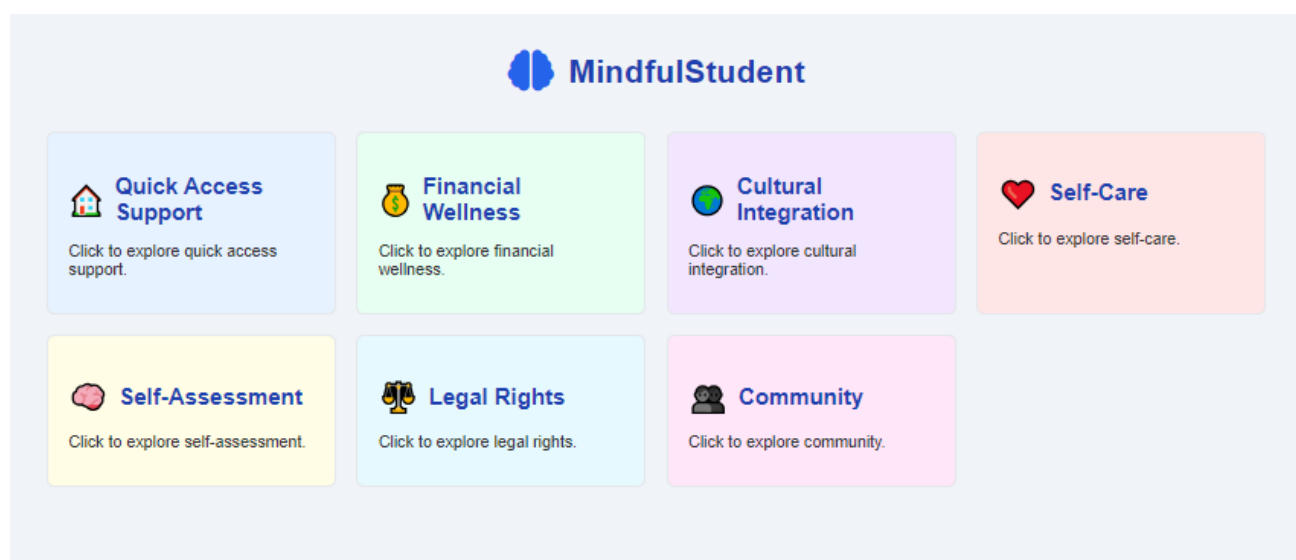 MindfulStudent
Quick Access
Support
Click to explore quick access
support.
Financial
Wellness
Click to explore financial
wellness.
Cultural
Integration
Click to explore cultural
integration.
Self-Care
Click to explore self-care.
Self-Assessment
Click to explore self-assessment.
Legal Rights
Click to explore legal rights.
Community
Click to explore community.